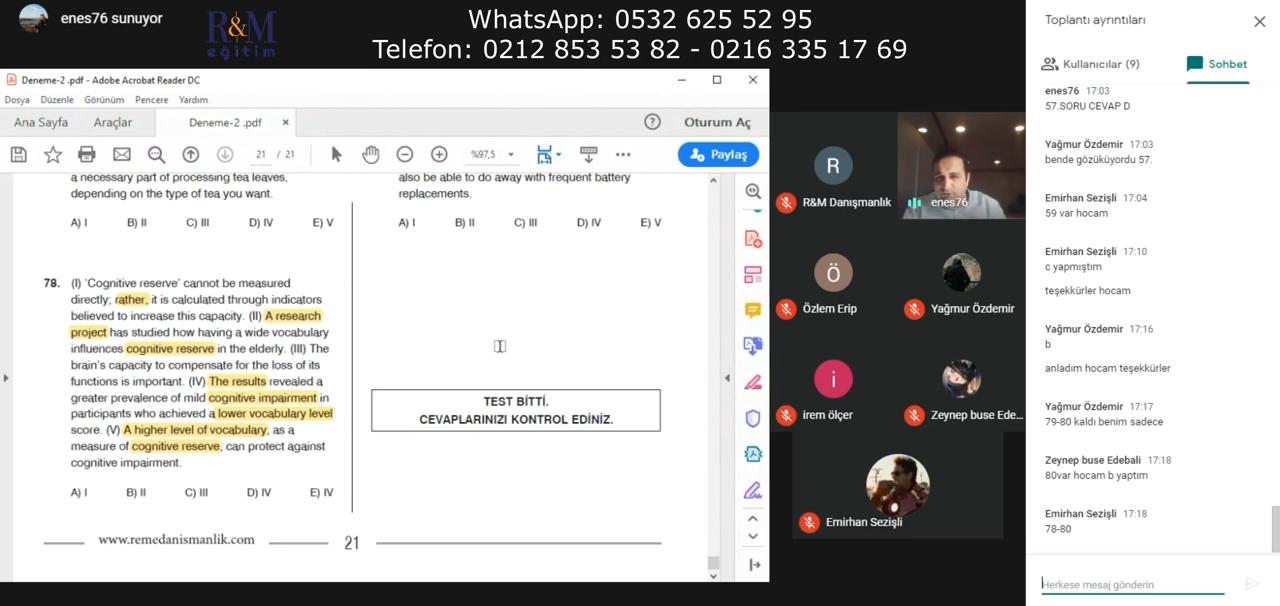 enes76 sunuyor
R&M
eğitim
WhatsApp: 0532 625 52 95
Telefon: 0212 853 53 82 - 0216 335 17 69
Deneme-2 .pdf - Adobe Acrobat Reader DC
Dosya Düzenle Görünüm Pencere Yardım
Ana Sayfa Araçlar Deneme-2 .pdf × Oturum Aç
21 / 21 %97,5 Paylaş
a necessary part of processing tea leaves,
depending on the type of tea you want.
A) I B) II C) III D) IV E) V
78. (I) 'Cognitive reserve' cannot be measured
directly; rather, it is calculated through indicators
believed to increase this capacity. (II) A research
project has studied how having a wide vocabulary
influences cognitive reserve in the elderly. (III) The
brain's capacity to compensate for the loss of its
functions is important. (IV) The results revealed a
greater prevalence of mild cognitive impairment in
participants who achieved a lower vocabulary level
score. (V) A higher level of vocabulary, as a
measure of cognitive reserve, can protect against
cognitive impairment.
A) I B) II C) III D) IV E) IV
also be able to do away with frequent battery
replacements.
A) I B) II C) III D) IV E) V
TEST BİTTİ.
CEVAPLARINIZI KONTROL EDİNİZ.
www.remedanismanlik.com 21
R
R&M Danışmanlık
enes76
Ö
Özlem Erip
Yağmur Özdemir
i
irem ölçer
Zeynep buse Ede...
Emirhan Sezişli
Toplantı ayrıntıları
Kullanıcılar (9) Sohbet
enes76 17:03
57.SORU CEVAP D
Yağmur Özdemir 17:03
bende gözüküyordu 57.
Emirhan Sezişli 17:04
59 var hocam
Emirhan Sezişli 17:10
c yapmıştım
teşekkürler hocam
Yağmur Özdemir 17:16
b
anladım hocam teşekkürler
Yağmur Özdemir 17:17
79-80 kaldı benim sadece
Zeynep buse Edebali 17:18
80var hocam b yaptım
Emirhan Sezişli 17:18
78-80
Herkese mesaj gönderin